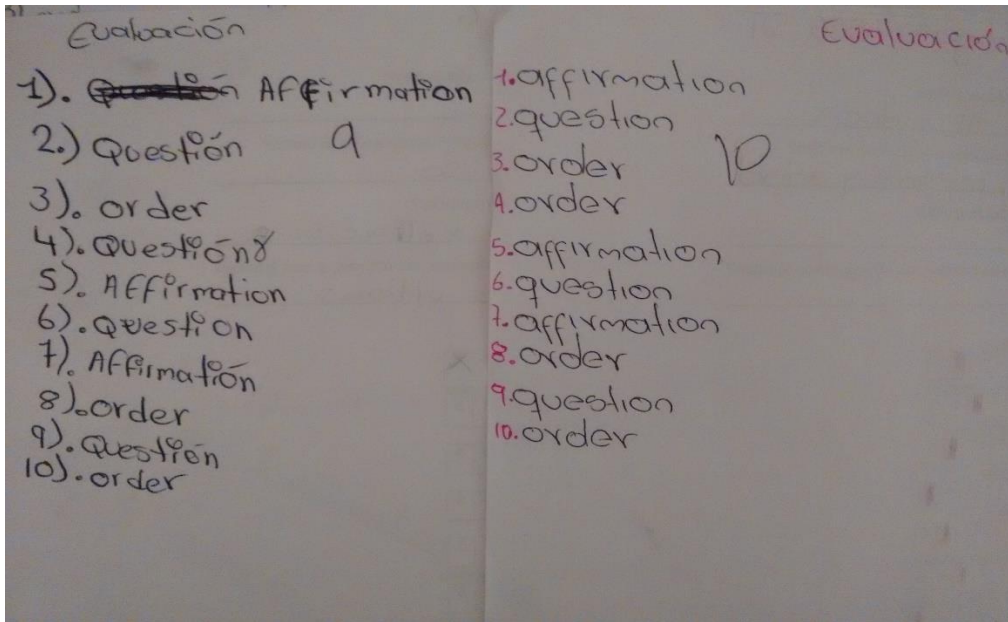 Evaluación
1). Affirmation
2.) Questión
9
3). order
4). Questión
5). Affirmation
6). Question
7). Affirmatión
8). order
9). Questión
10). order
Evaluación
1. affirmation
2. question
3. order
10
4. order
5. affirmation
6. question
7. affirmation
8. order
9. question
10. order